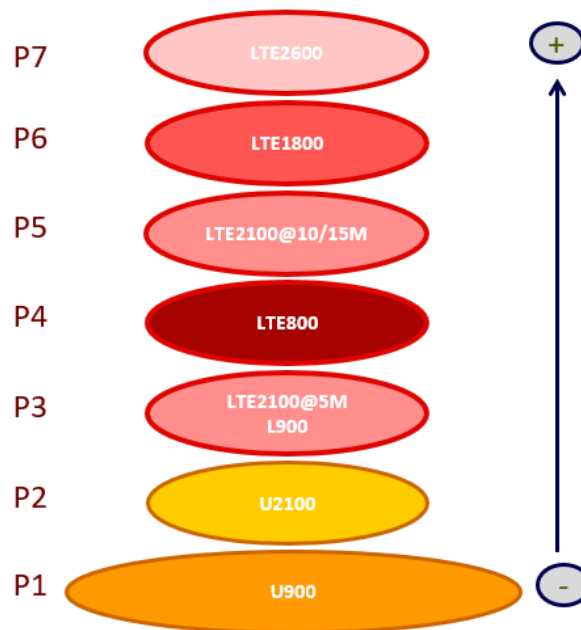 P7
LTE2600
+
P6
LTE1800
P5
LTE2100@10/15M
P4
LTE800
P3
LTE2100@5M
L900
P2
U2100
P1
U900
-